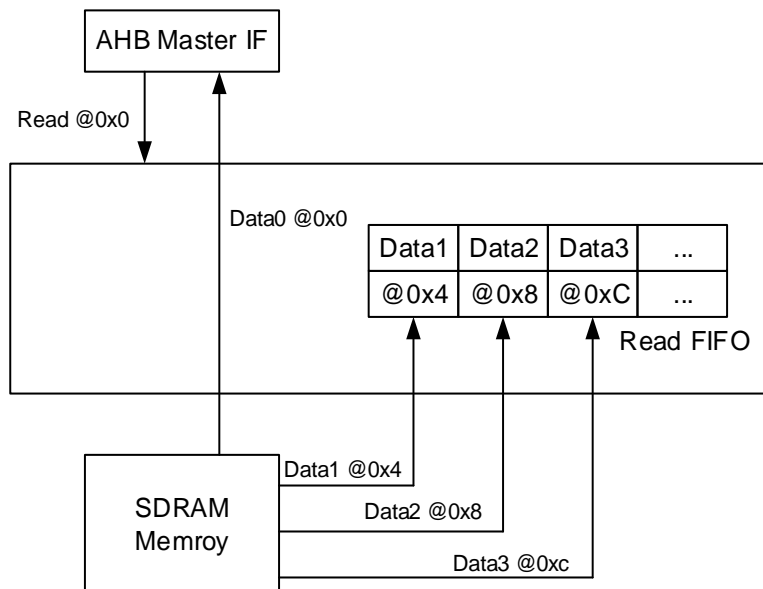 AHB Master IF
Read @0x0
Data0 @0x0
Data1 Data2 Data3 ...
@0x4 @0x8 @0xC ...
Read FIFO
Data1 @0x4
SDRAM
Memroy
Data2 @0x8
Data3 @0xc